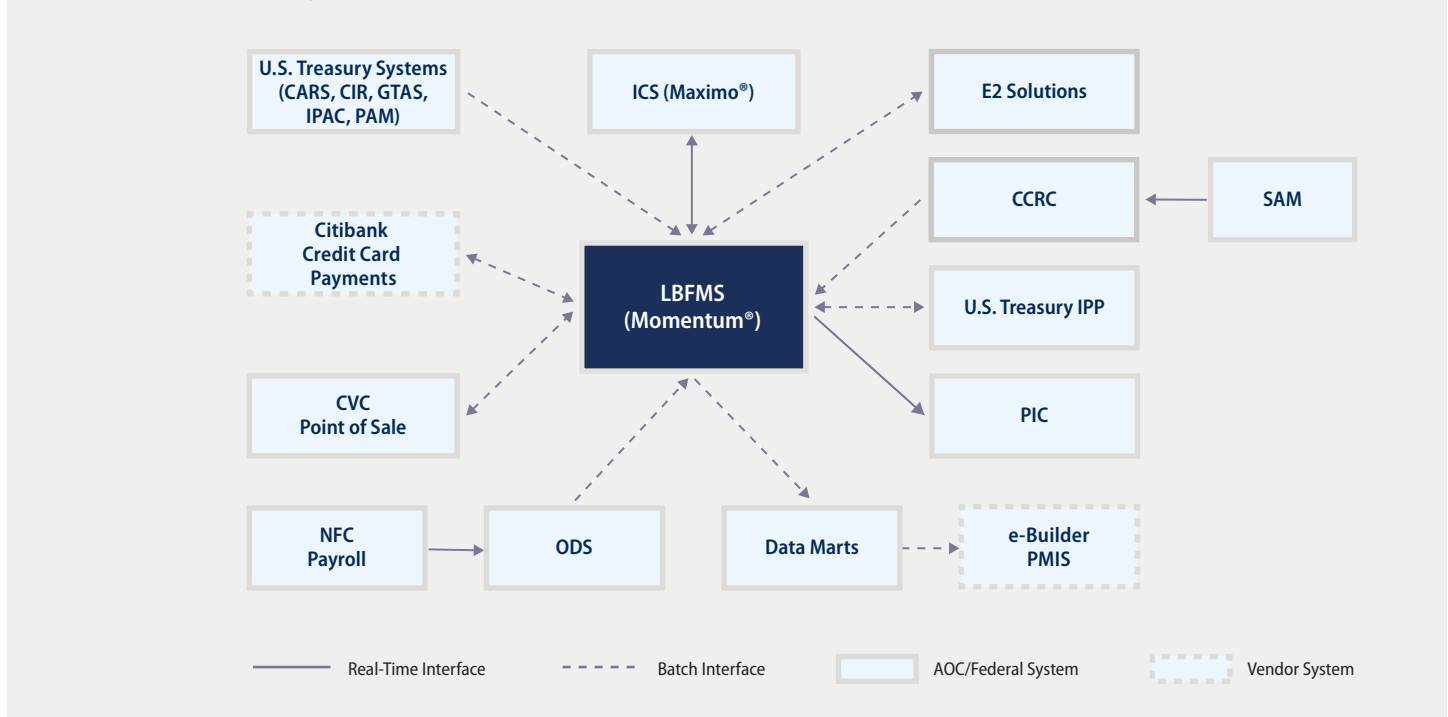 U.S. Treasury Systems
(CARS, CIR, GTAS,
IPAC, PAM)
ICS (Maximo®)
E2 Solutions
CCRC
SAM
Citibank
Credit Card
Payments
LBFMS
(Momentum®)
U.S. Treasury IPP
CVC
Point of Sale
PIC
NFC
Payroll
ODS
Data Marts
e-Builder
PMIS
Real-Time Interface
Batch Interface
AOC/Federal System
Vendor System